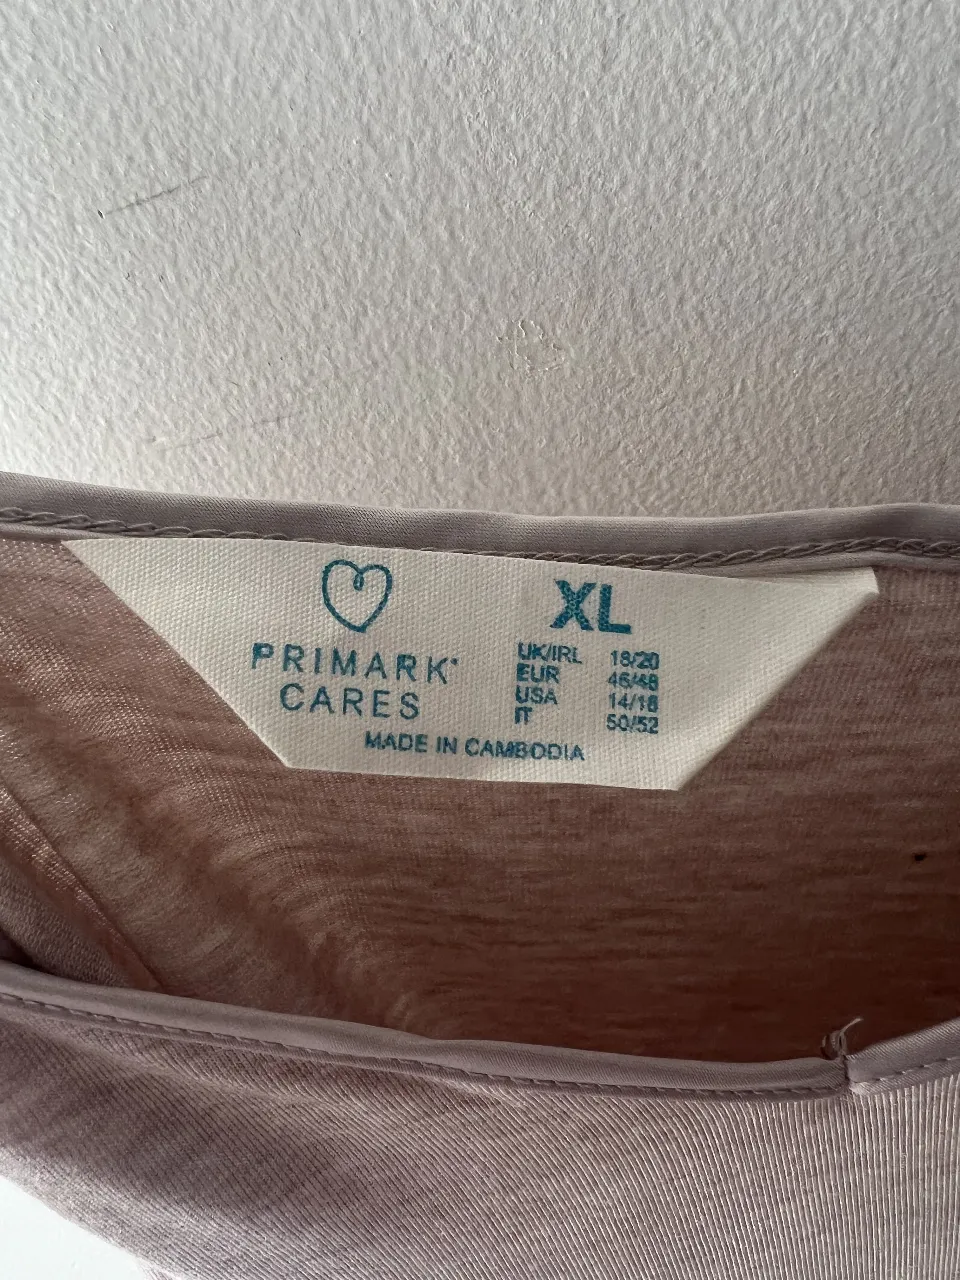 PRIMARK
CARES
XL
UK/IRL 18/20
EUR 46/48
USA 14/16
IT 50/52
MADE IN CAMBODIA